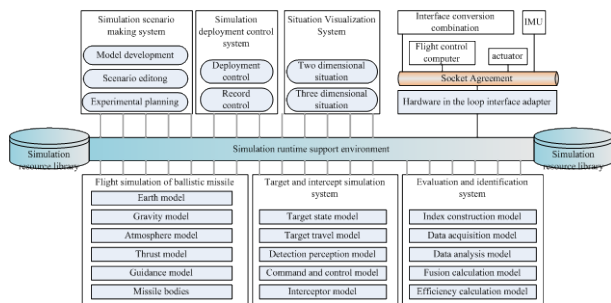 Simulation scenario
making system
Model development
Scenario editong
Experimental planning
Simulation
deployment control
system
Deployment
control
Record control
Situation Visualization
System
Two dimensional
situation
Three dimensional
situation
Interface conversion
combination
IMU
Flight control
computer
actuator
Socket Agreement
Hardware in the loop interface adapter
Simulation
resource library
Simulation runtime support environment
Simulation
resource library
Flight simulation of ballistic missile
Earth model
Gravity model
Atmosphere model
Thrust model
Guidance model
Missile bodies
Target and intercept simulation
system
Target state model
Target travel model
Detection perception model
Command and control model
Interceptor model
Evaluation and identification
system
Index construction model
Data acquisition model
Data analysis model
Fusion calculation model
Efficiency calculation model